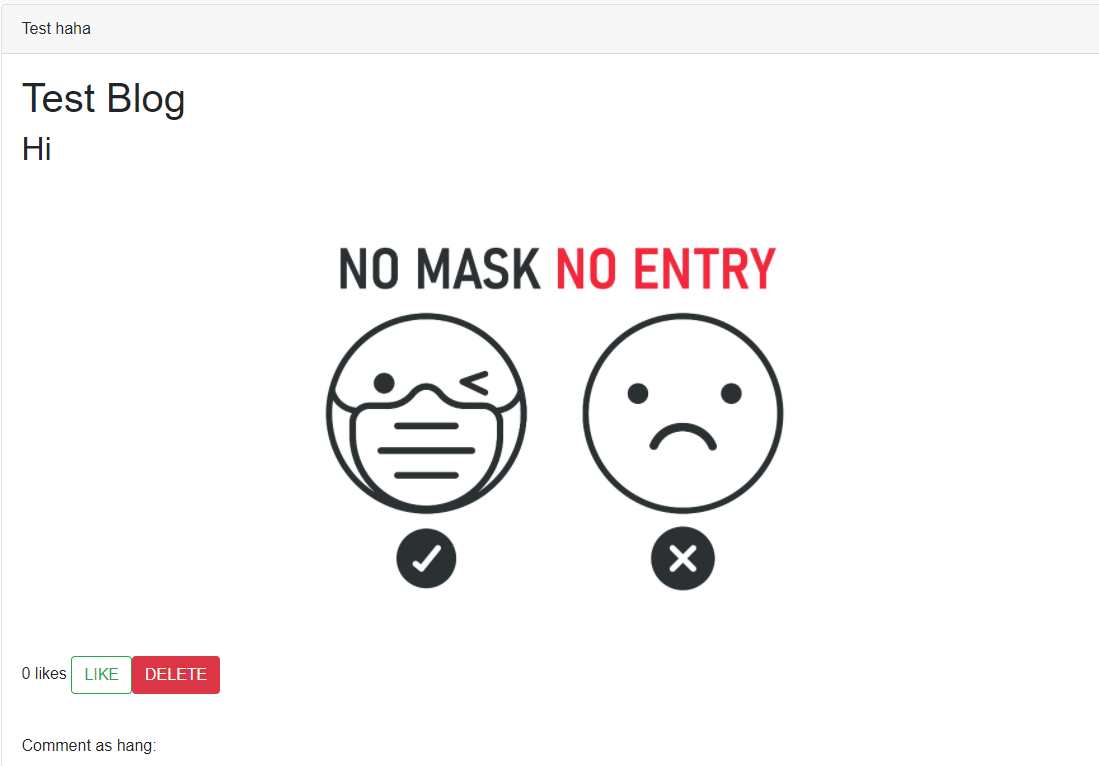 Test haha
Test Blog
Hi
NO MASK NO ENTRY
0 likes LIKE DELETE
Comment as hang: